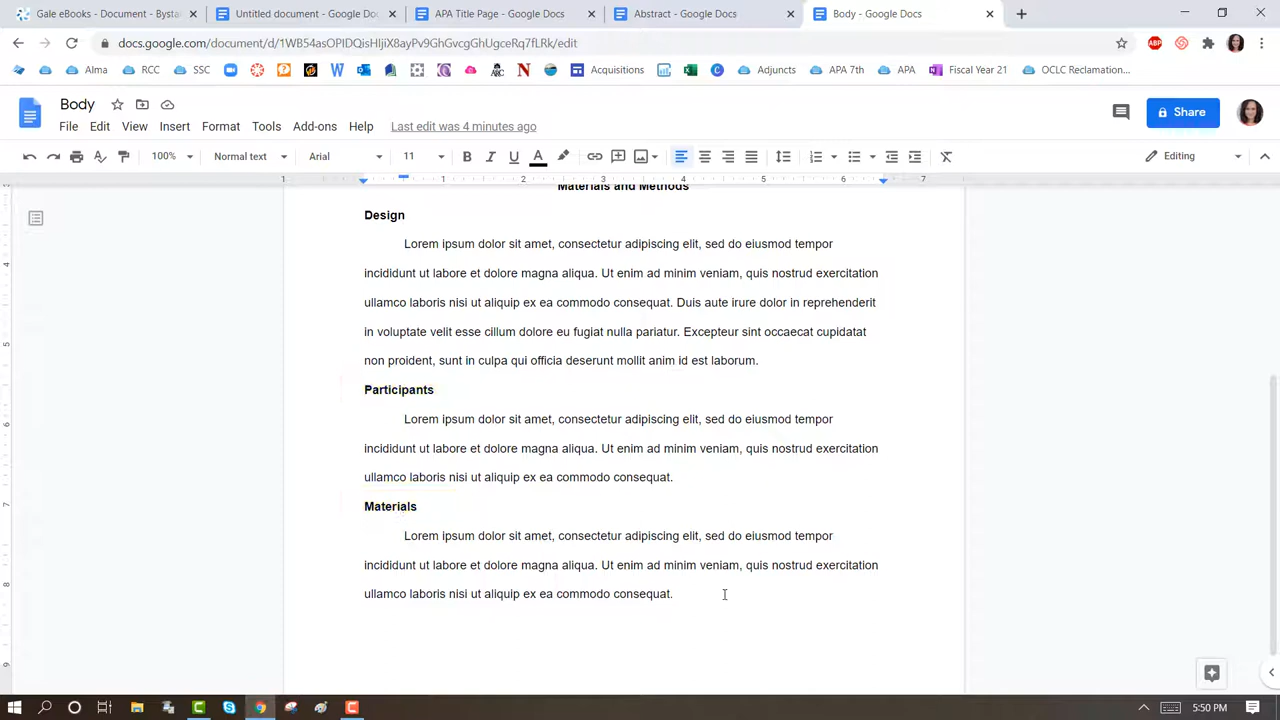 Gale eBooks - Document - Bysta
Untitled document - Google Do
APA Title Page - Google Docs
Abstract - Google Docs
Body - Google Docs
docs.google.com/document/d/1WB54asOPIDQisHIjiX8ayPv9GhGvcgGhUgceRq7fLRk/edit
ABP
Alma
RCC
SSC
Acquisitions
Adjuncts
APA 7th
APA
Fiscal Year 21
OCLC Reclamation...
Body
File Edit View Insert Format Tools Add-ons Help Last edit was 4 minutes ago
Share
100% Normal text Arial 11 B I U A Editing
1 1 2 3 4 5 6 7
Materials and Methods
Design
Lorem ipsum dolor sit amet, consectetur adipiscing elit, sed do eiusmod tempor
incididunt ut labore et dolore magna aliqua. Ut enim ad minim veniam, quis nostrud exercitation
ullamco laboris nisi ut aliquip ex ea commodo consequat. Duis aute irure dolor in reprehenderit
in voluptate velit esse cillum dolore eu fugiat nulla pariatur. Excepteur sint occaecat cupidatat
non proident, sunt in culpa qui officia deserunt mollit anim id est laborum.
Participants
Lorem ipsum dolor sit amet, consectetur adipiscing elit, sed do eiusmod tempor
incididunt ut labore et dolore magna aliqua. Ut enim ad minim veniam, quis nostrud exercitation
ullamco laboris nisi ut aliquip ex ea commodo consequat.
Materials
Lorem ipsum dolor sit amet, consectetur adipiscing elit, sed do eiusmod tempor
incididunt ut labore et dolore magna aliqua. Ut enim ad minim veniam, quis nostrud exercitation
ullamco laboris nisi ut aliquip ex ea commodo consequat.
5:50 PM